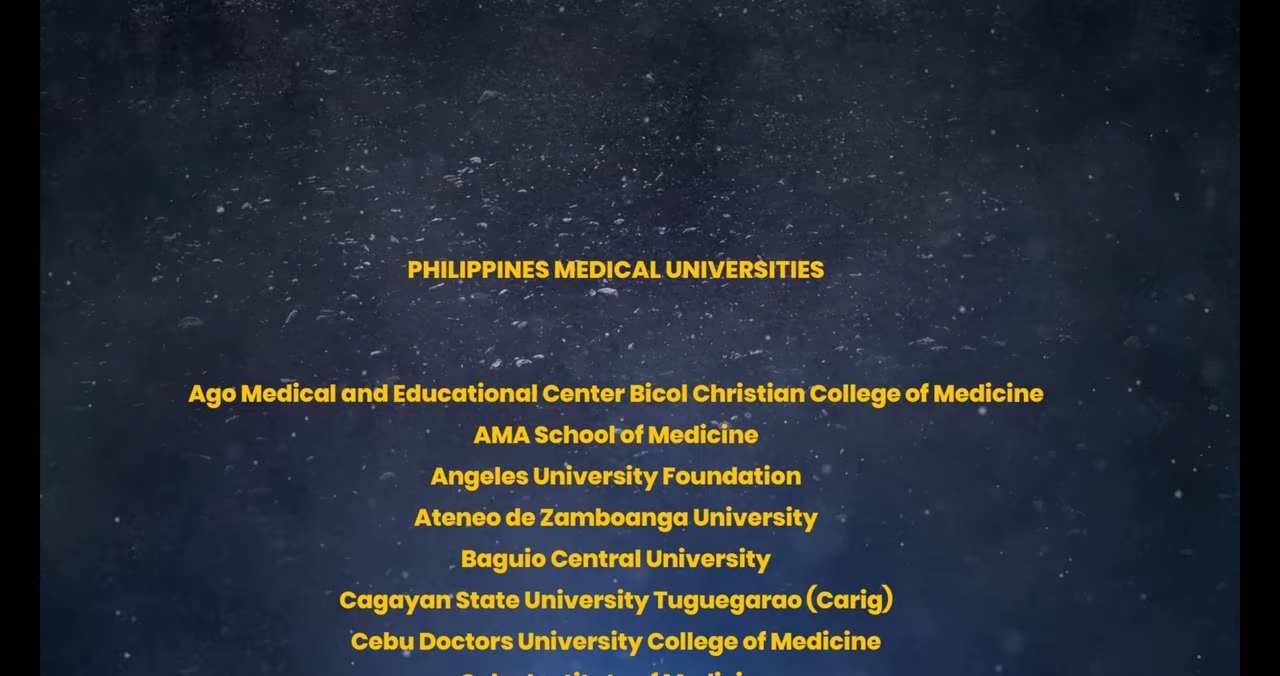 PHILIPPINES MEDICAL UNIVERSITIES
Ago Medical and Educational Center Bicol Christian College of Medicine
AMA School of Medicine
Angeles University Foundation
Ateneo de Zamboanga University
Baguio Central University
Cagayan State University Tuguegarao (Carig)
Cebu Doctors University College of Medicine